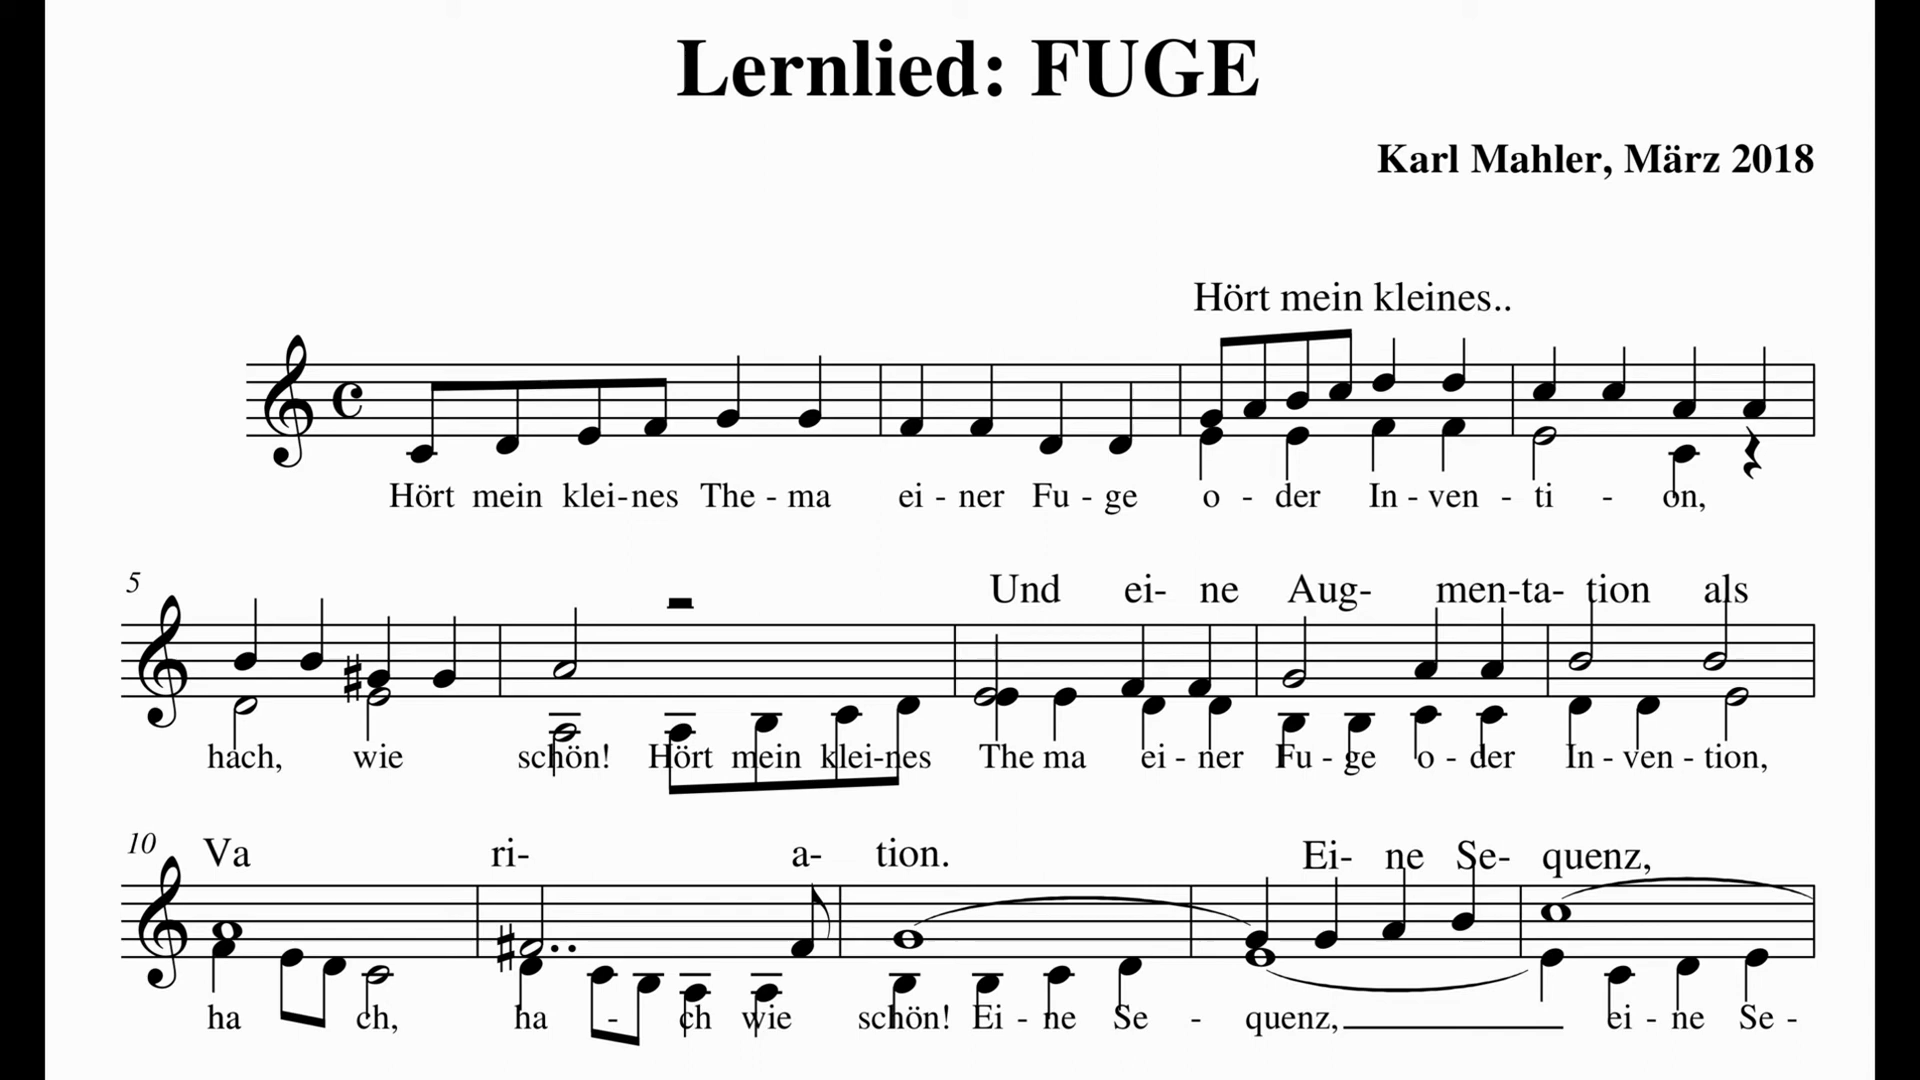 Lernlied: FUGE
Karl Mahler, März 2018
Hört mein kleines..
Hört mein klei-nes The - ma ei - ner Fu - ge o - der In - ven - ti - on,
5
Und ei- ne Aug- men-ta- tion als
hach, wie schön! Hört mein klei-nes The ma ei - ner Fu - ge o - der In - ven - tion,
10
Va ri- a- tion. Ei- ne Se- quenz,
ha ch, ha - ch wie schön! Ei - ne Se - quenz, ei - ne Se -